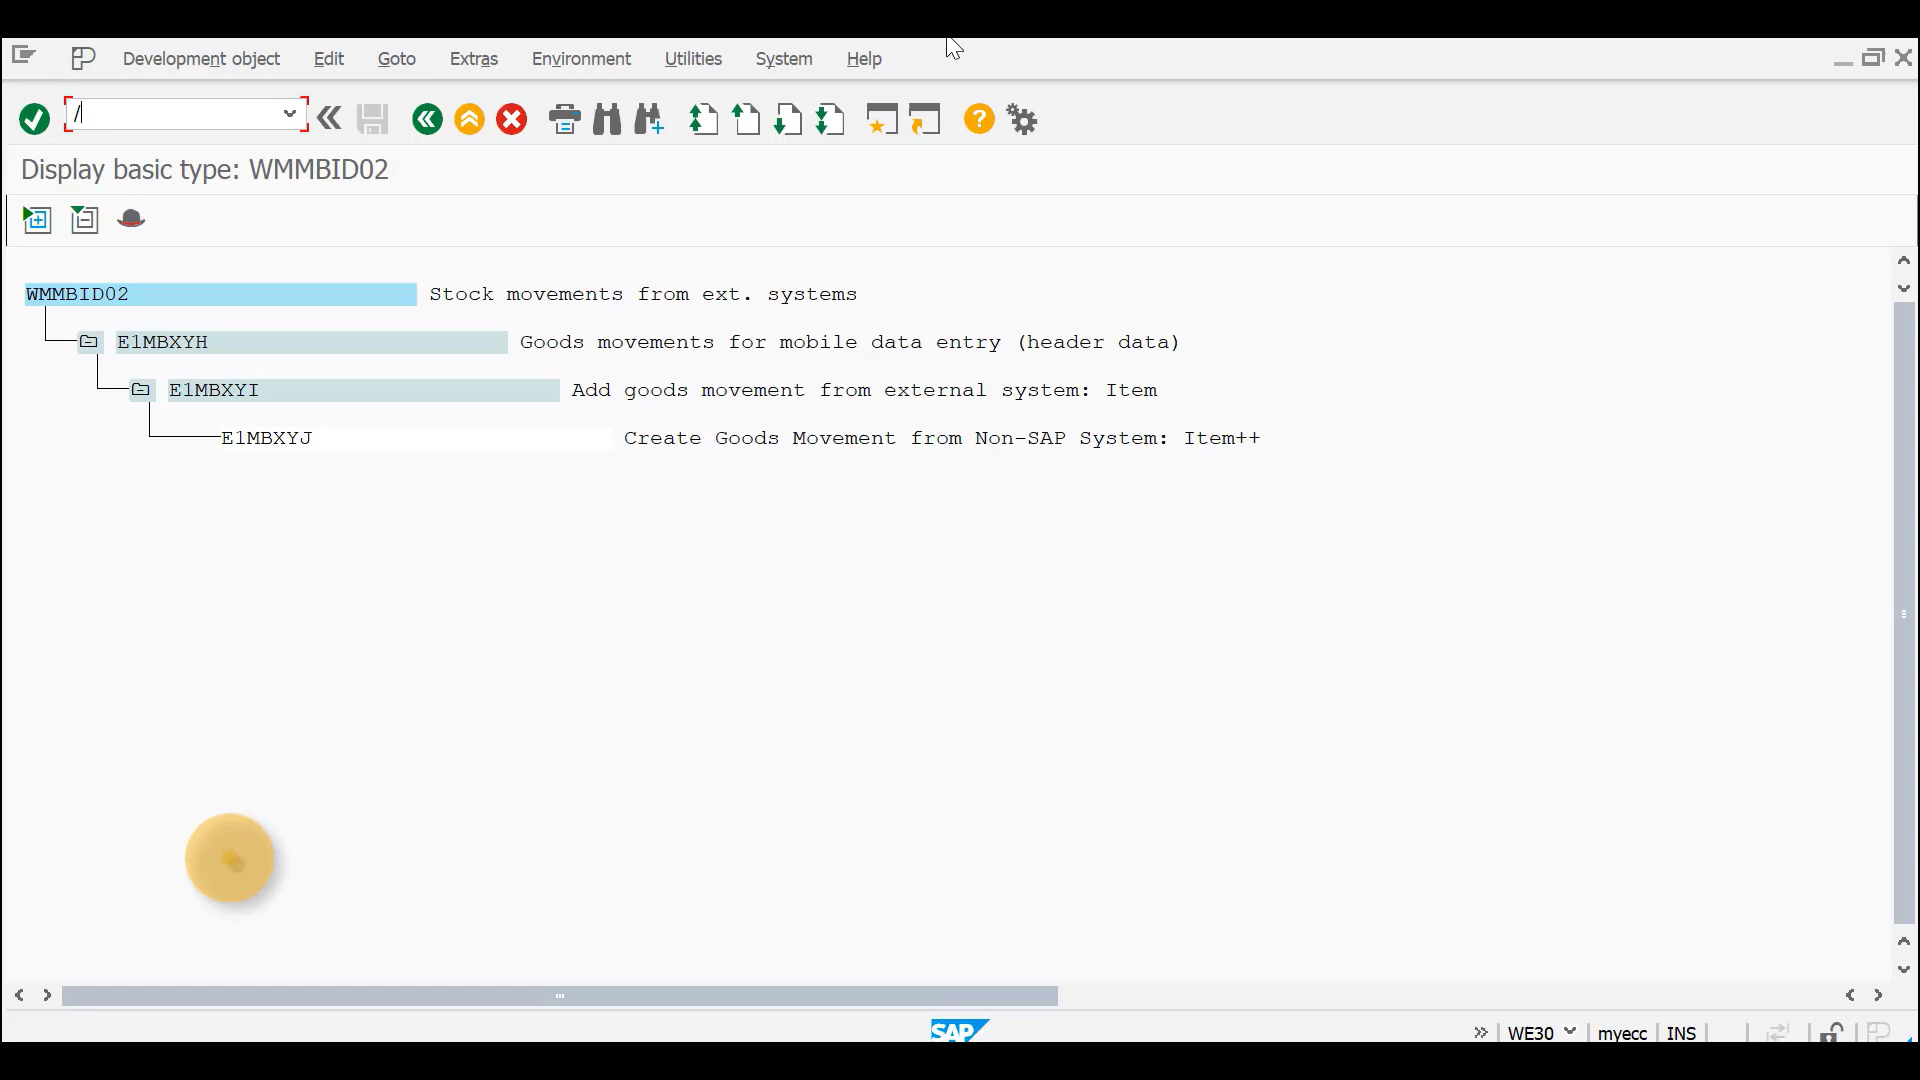 Development object Edit Goto Extras Environment Utilities System Help
/
Display basic type: WMMBID02
WMMBID02 Stock movements from ext. systems
E1MBXYH Goods movements for mobile data entry (header data)
E1MBXYI Add goods movement from external system: Item
E1MBXYJ Create Goods Movement from Non-SAP System: Item++
SAP WE30 myecc INS